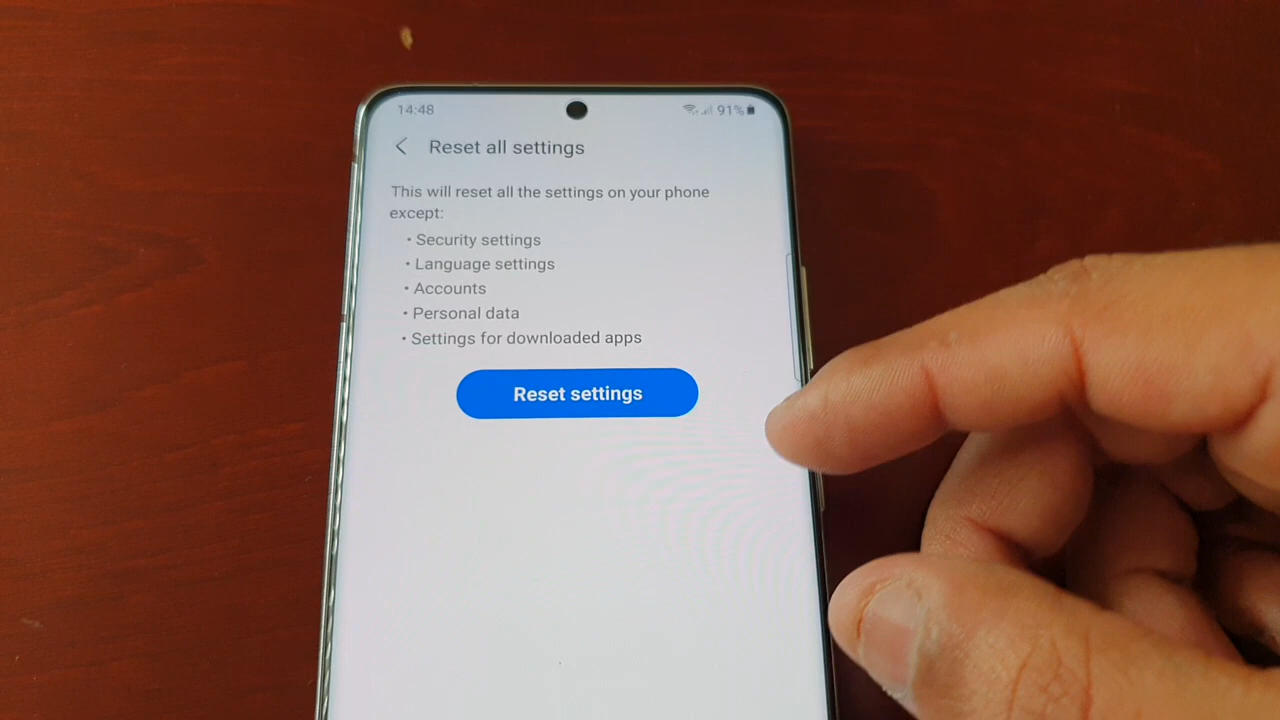 14:48
91%
Reset all settings
This will reset all the settings on your phone
except:
• Security settings
• Language settings
• Accounts
• Personal data
• Settings for downloaded apps
Reset settings